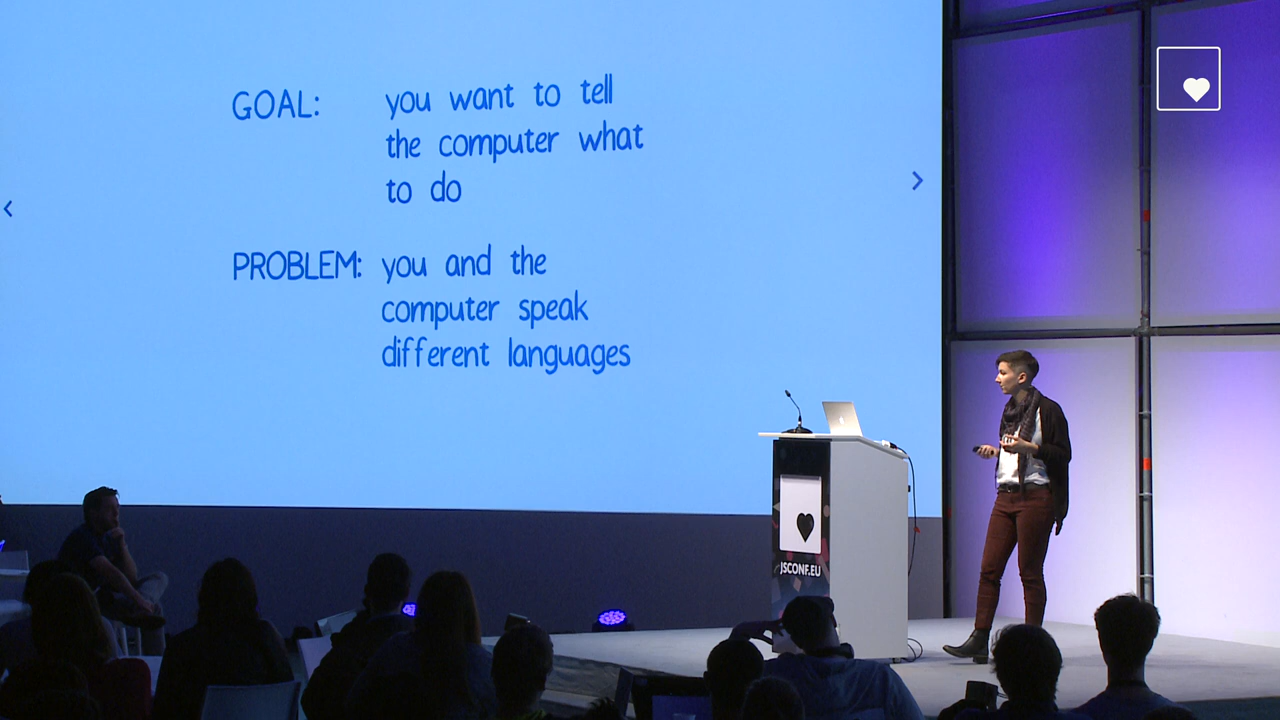 GOAL: you want to tell
the computer what
to do
PROBLEM: you and the
computer speak
different languages
JSCONF.EU